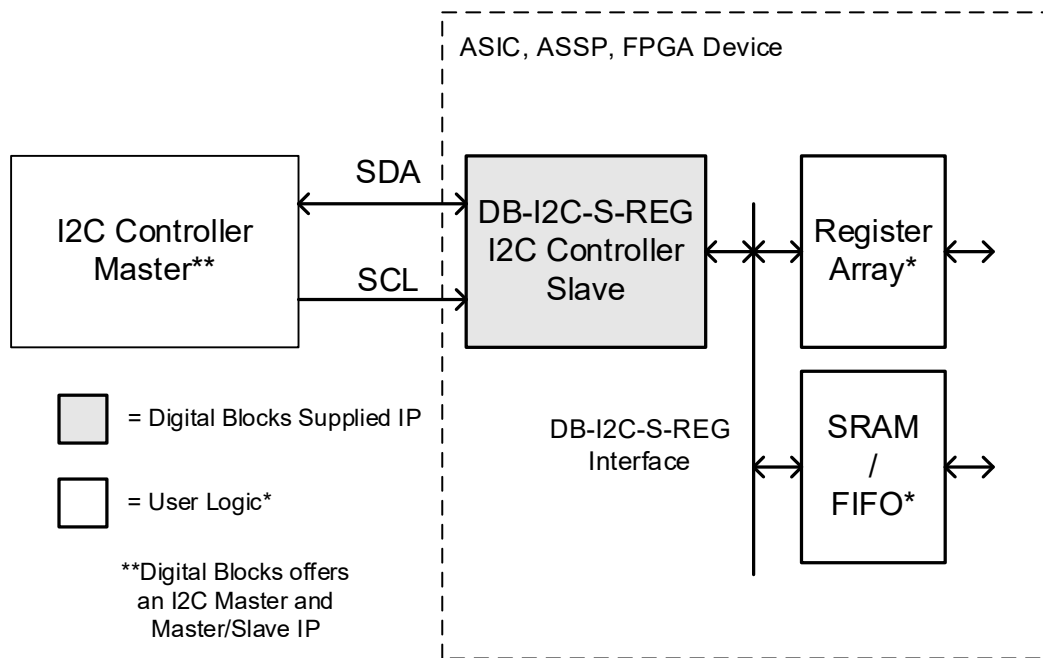 ASIC, ASSP, FPGA Device
I2C Controller
Master**
SDA
SCL
DB-I2C-S-REG
I2C Controller
Slave
Register
Array*
= Digital Blocks Supplied IP
= User Logic*
**Digital Blocks offers
an I2C Master and
Master/Slave IP
DB-I2C-S-REG
Interface
SRAM
/
FIFO*